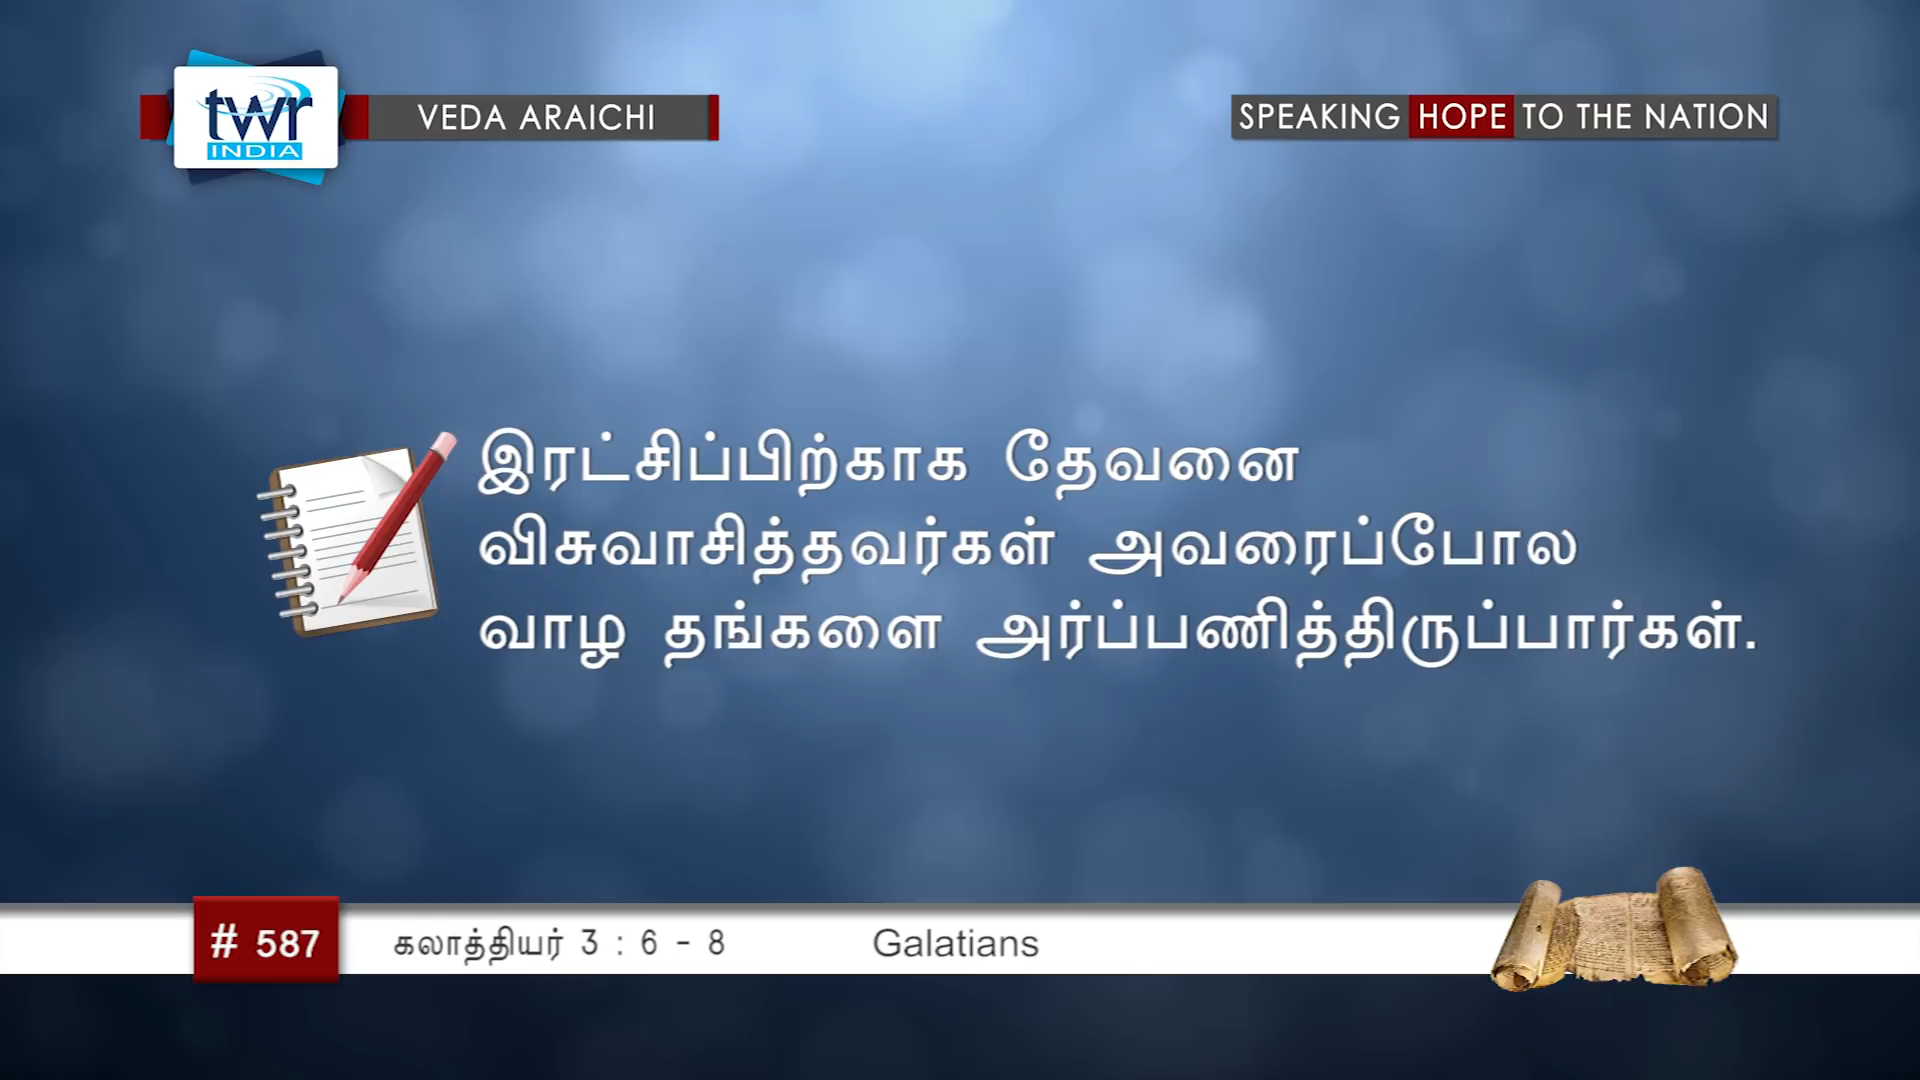 twr
INDIA
VEDA ARAICHI
SPEAKING HOPE TO THE NATION
இரட்சிப்பிற்காக தேவனை
விசுவாசித்தவர்கள் அவரைப்போல
வாழ தங்களை அர்ப்பணித்திருப்பார்கள்.
# 587
கலாத்தியர் 3 : 6 - 8
Galatians